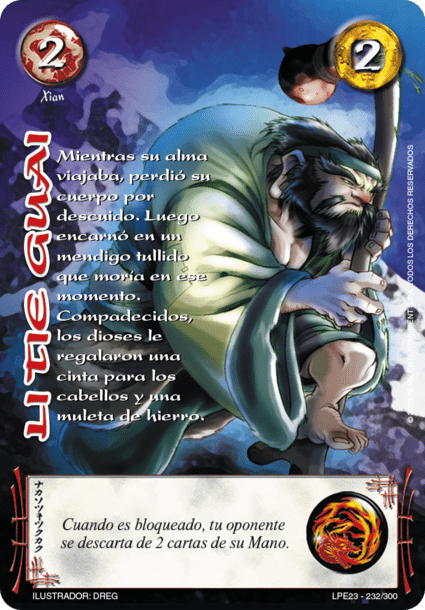 2
2
Xian
LI TIE GUAI
Mientras su alma
viajaba, perdió su
cuerpo por
descuido. Luego
encarnó en un
mendigo tullido
que moría en ese
momento.
Compadecidos,
los dioses le
regalaron una
cinta para los
cabellos y una
muleta de hierro.
TODOS LOS DERECHOS RESERVADOS
Cuando es bloqueado, tu oponente
se descarta de 2 cartas de su Mano.
ILUSTRADOR: DREG
LPE23 - 232/300